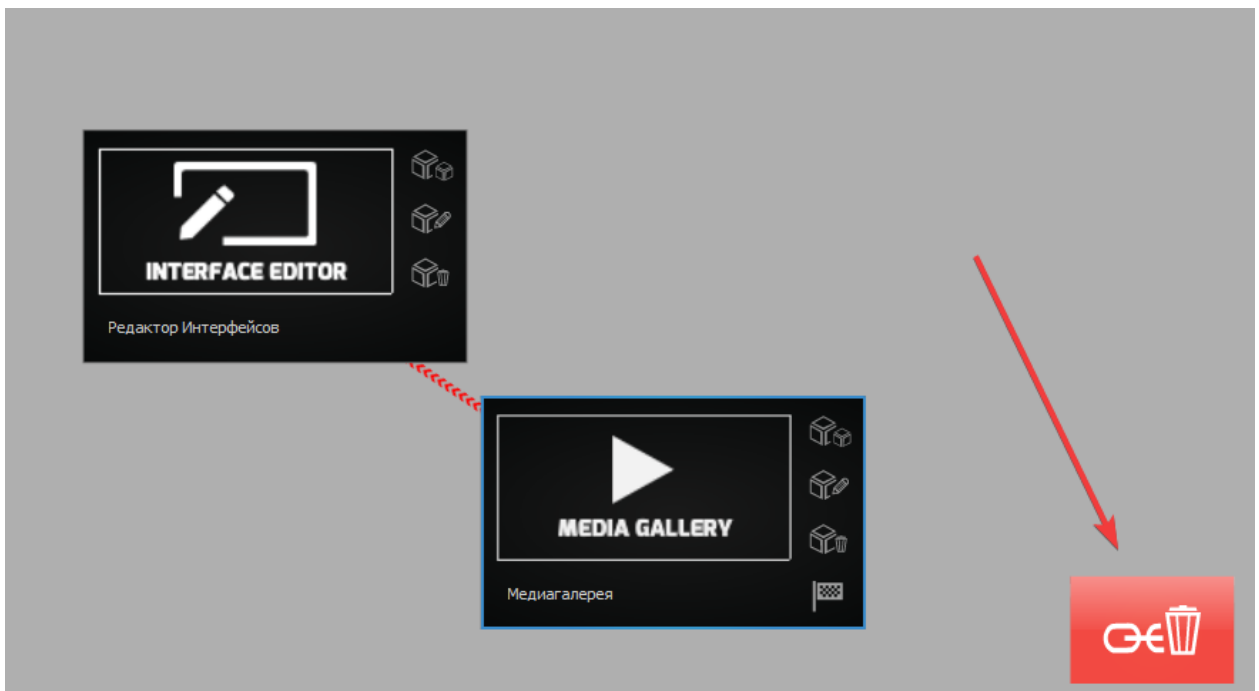 INTERFACE EDITOR
Редактор Интерфейсов
MEDIA GALLERY
Медиагалерея